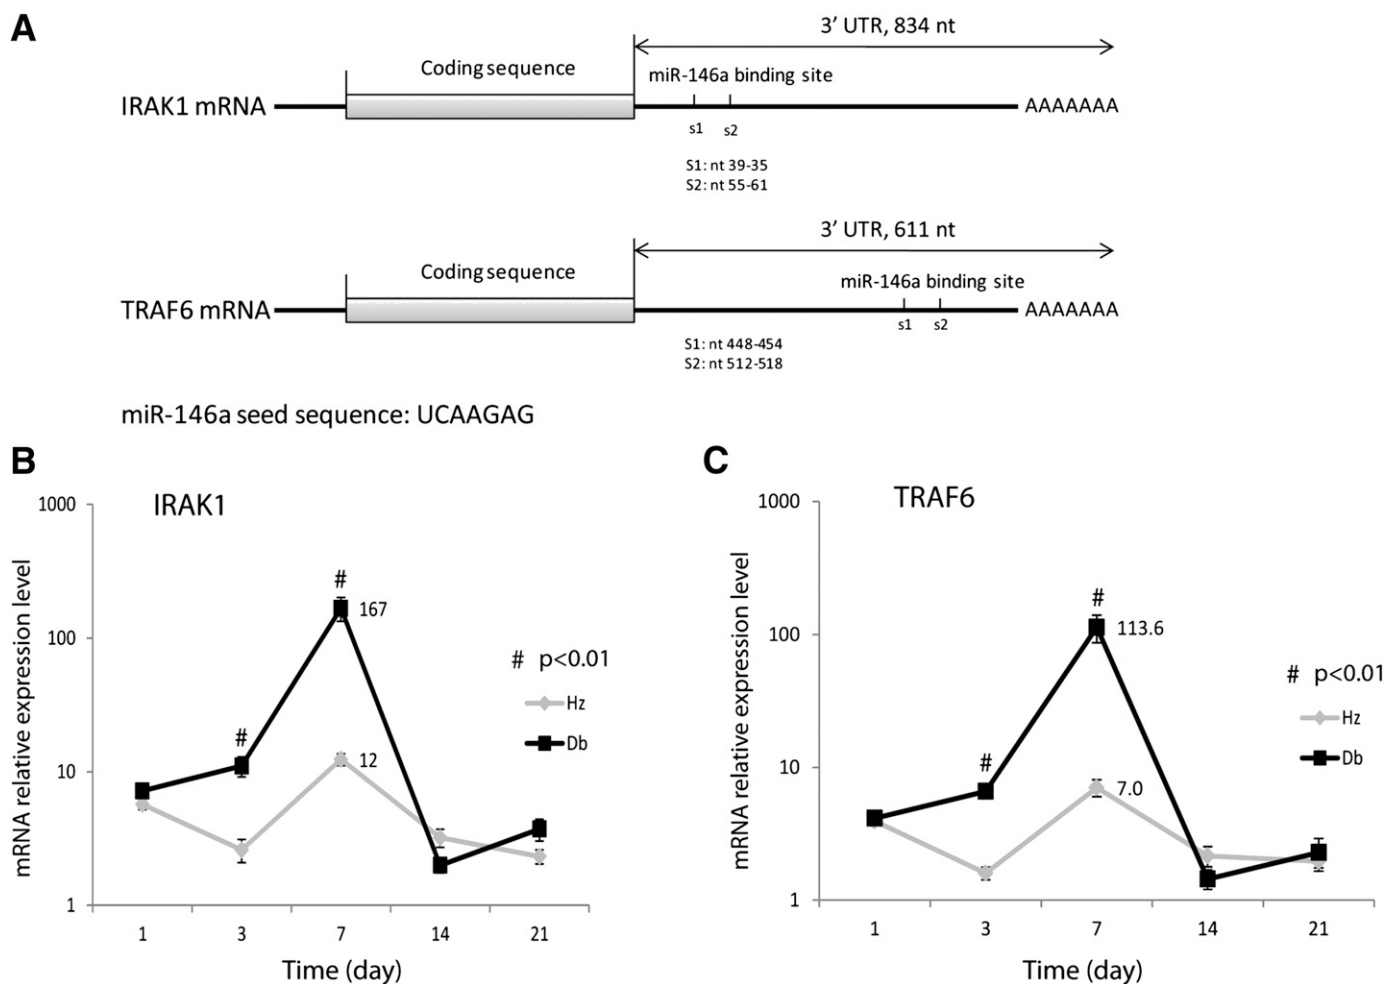 A
3’ UTR, 834 nt
Coding sequence
miR-146a binding site
IRAK1 mRNA
AAAAAAA
s1 s2
S1: nt 39-35
S2: nt 55-61
3’ UTR, 611 nt
Coding sequence
miR-146a binding site
TRAF6 mRNA
AAAAAAA
s1 s2
S1: nt 448-454
S2: nt 512-518
miR-146a seed sequence: UCAAGAG
B
IRAK1
mRNA relative expression level
1000
100
10
1
#
167
#
12
# p<0.01
Hz
Db
1 3 7 14 21
Time (day)
C
TRAF6
mRNA relative expression level
1000
100
10
1
#
113.6
#
7.0
# p<0.01
Hz
Db
1 3 7 14 21
Time (day)